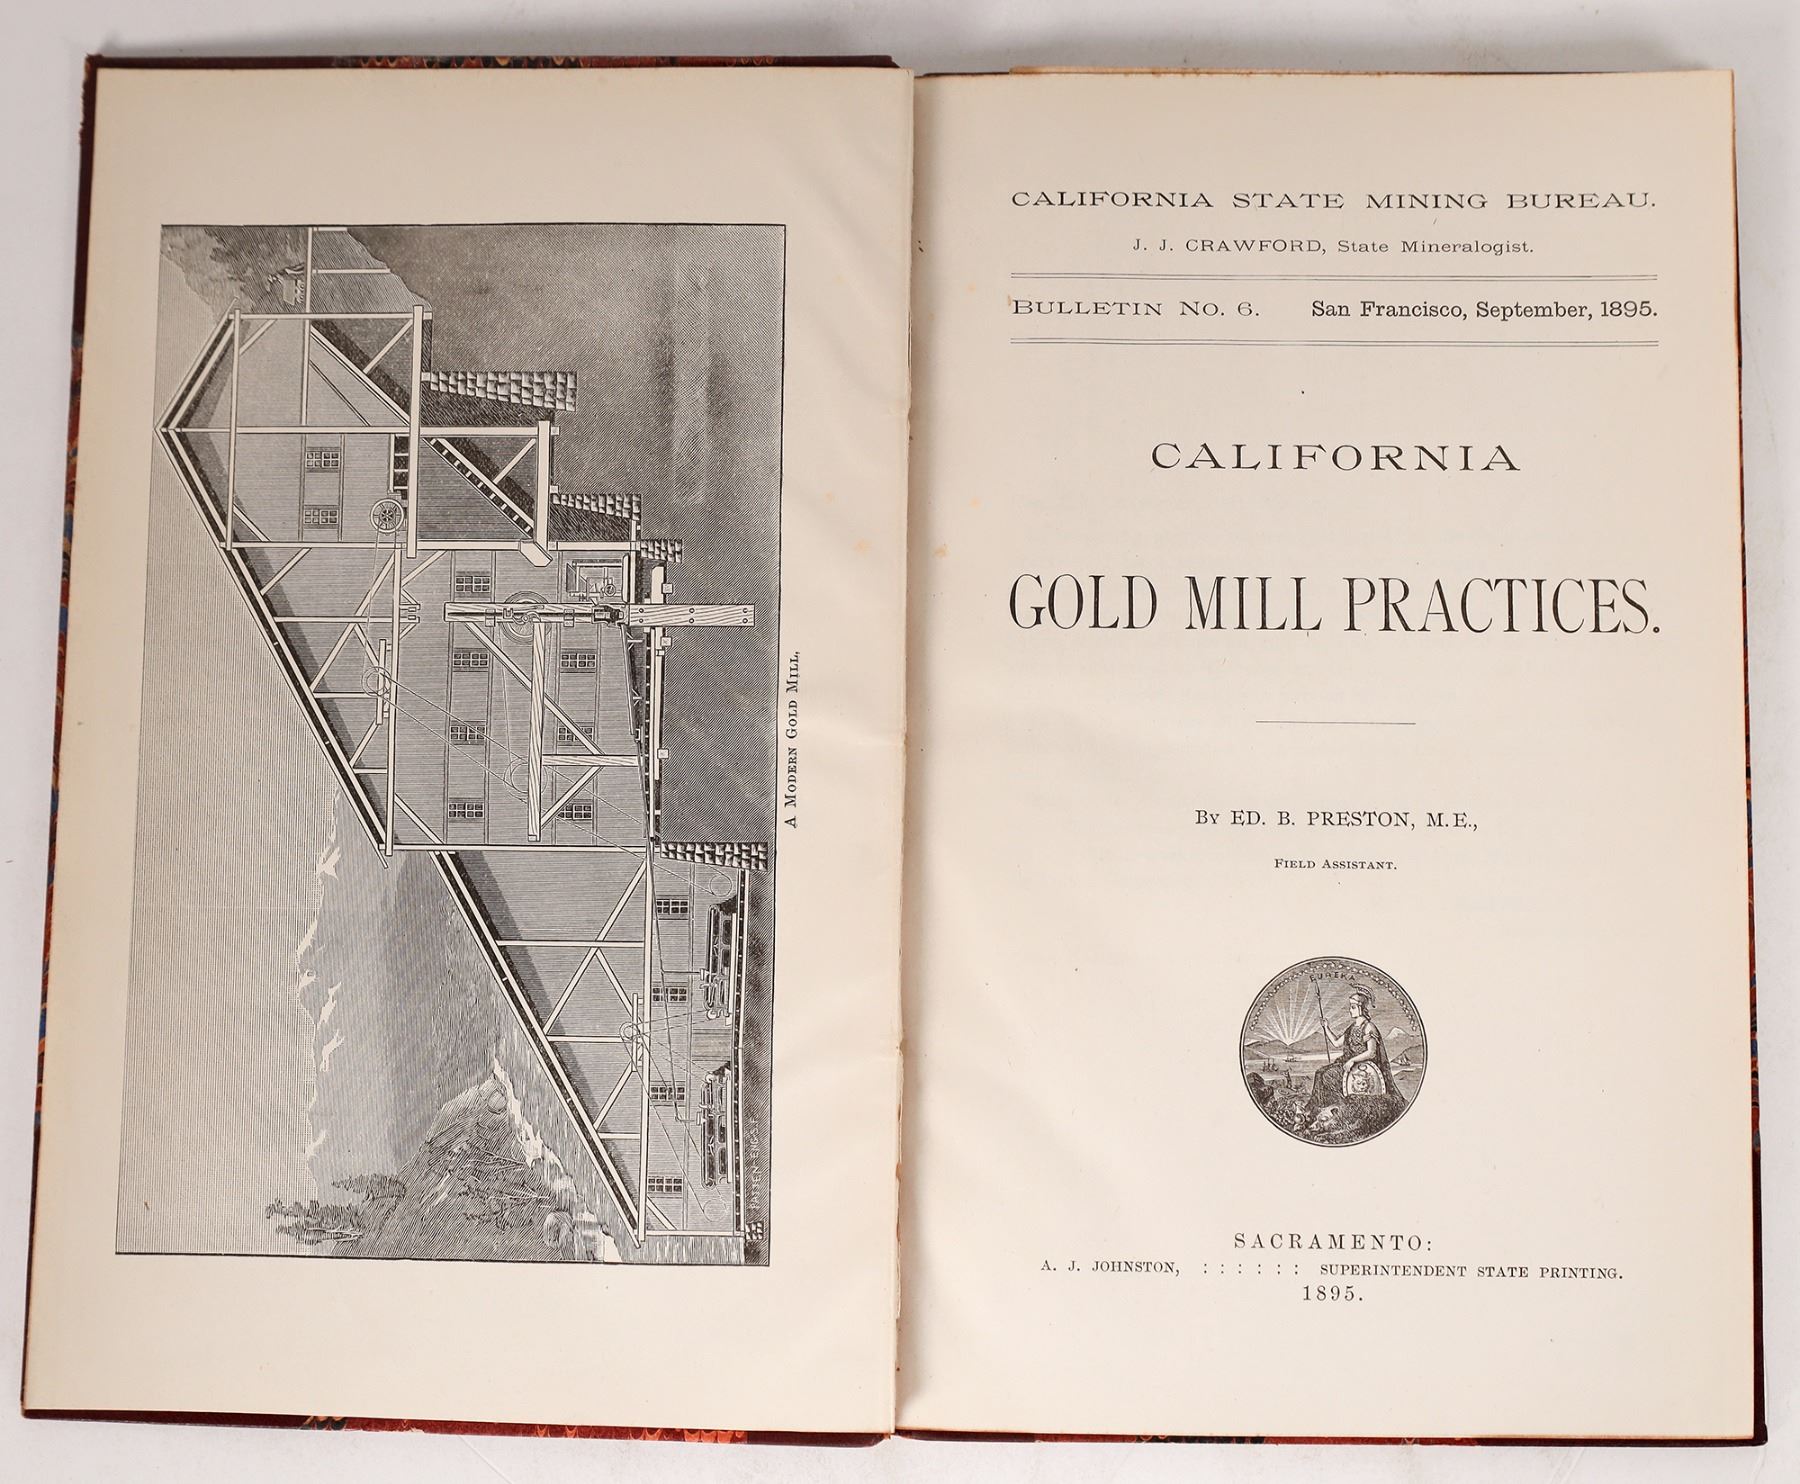 A MODERN GOLD MILL,
CALIFORNIA STATE MINING BUREAU.
J. J. CRAWFORD, State Mineralogist.
BULLETIN NO. 6. San Francisco, September, 1895.
CALIFORNIA
GOLD MILL PRACTICES.
BY ED. B. PRESTON, M.E.,
FIELD ASSISTANT.
EUREKA
SACRAMENTO:
A. J. JOHNSTON, : : : : : : SUPERINTENDENT STATE PRINTING.
1895.